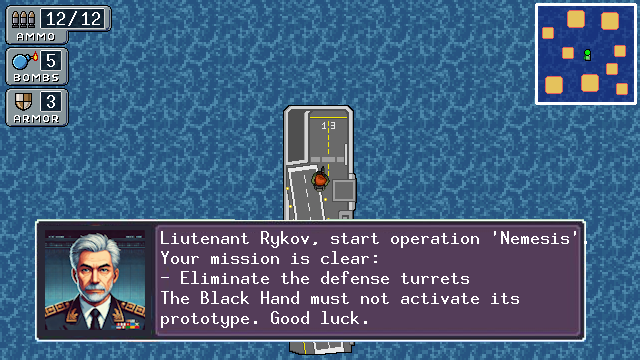 12/12
AMMO
5
BOMBS
3
ARMOR
13
Liutenant Rykov, start operation 'Nemesis'.
Your mission is clear:
- Eliminate the defense turrets
The Black Hand must not activate its
prototype. Good luck.